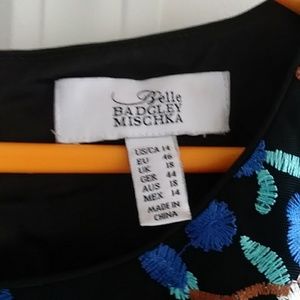 Belle
BADGLEY
MISCHKA
US/CA 14
EU 46
UK 18
GER 44
AUS 18
MEX 14
MADE IN
CHINA